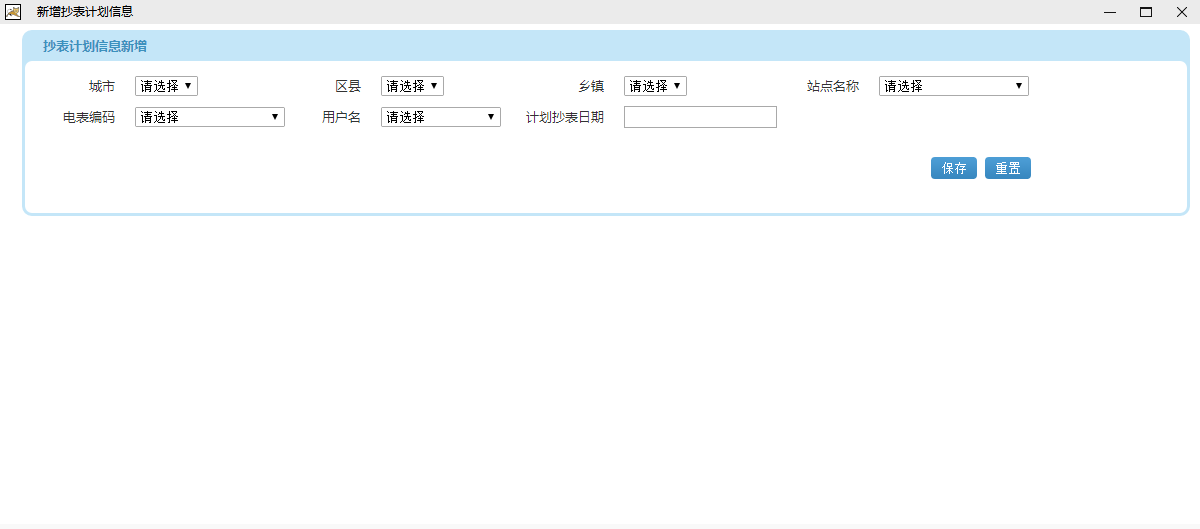 新增抄表计划信息
抄表计划信息新增
城市 请选择 区县 请选择 乡镇 请选择 站点名称 请选择
电表编码 请选择 用户名 请选择 计划抄表日期
保存 重置